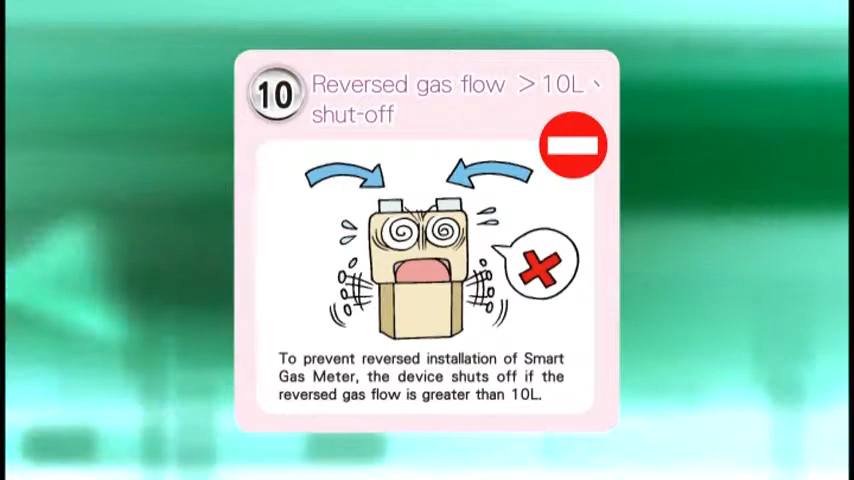 10
Reversed gas flow ＞10L、
shut-off
To prevent reversed installation of Smart
Gas Meter, the device shuts off if the
reversed gas flow is greater than 10L.